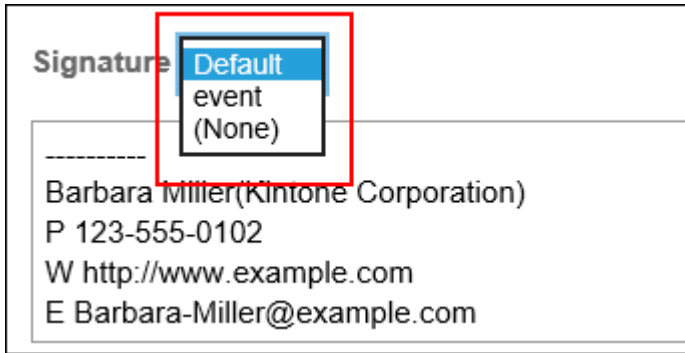 Signature
Default
event
(None)
----------
Barbara Miller(Kintone Corporation)
P 123-555-0102
W http://www.example.com
E Barbara-Miller@example.com